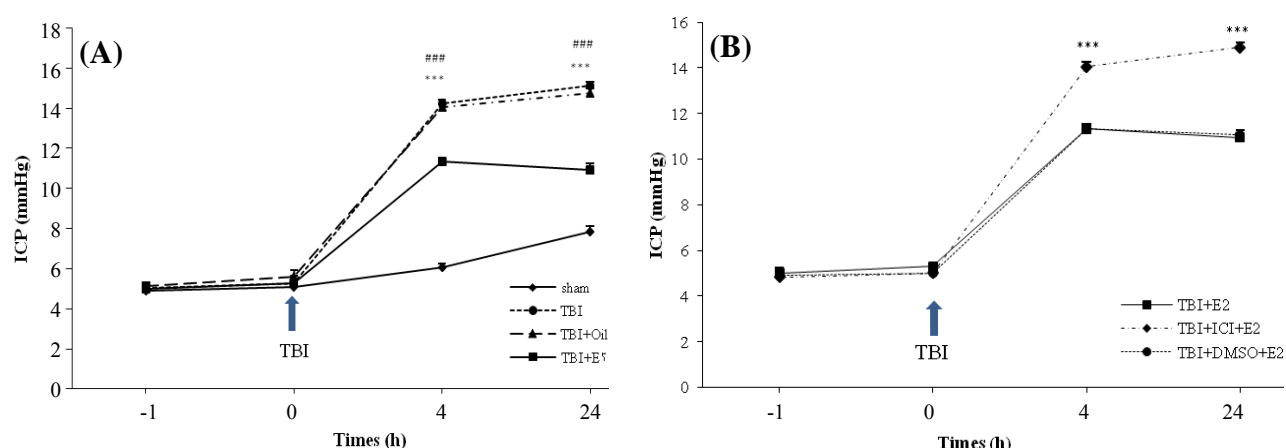 (A)
18
16
14
12
10
8
6
4
2
0
ICP (mmHg)
###
***
###
***
TBI
sham
TBI
TBI+Oil
TBI+E۲
-1
0
4
24
Times (h)
(B)
16
14
12
10
8
6
4
2
0
ICP (mmHg)
***
***
TBI
TBI+E2
TBI+ICI+E2
TBI+DMSO+E2
-1
0
4
24
Times (h)